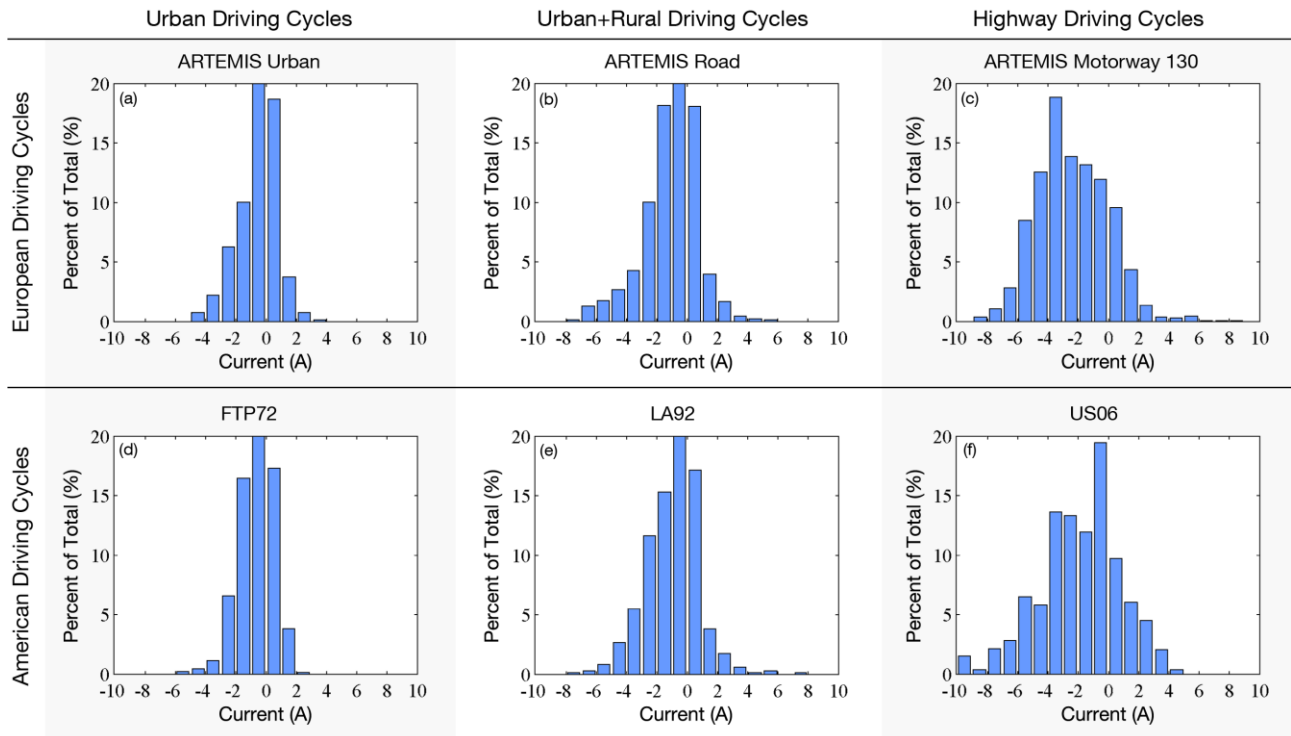 Urban Driving Cycles
Urban+Rural Driving Cycles
Highway Driving Cycles
European Driving Cycles
ARTEMIS Urban
(a)
Percent of Total (%)
20
15
10
5
0
-10 -8 -6 -4 -2 0 2 4 6 8 10
Current (A)
ARTEMIS Road
(b)
Percent of Total (%)
20
15
10
5
0
-10 -8 -6 -4 -2 0 2 4 6 8 10
Current (A)
ARTEMIS Motorway 130
(c)
Percent of Total (%)
20
15
10
5
0
-10 -8 -6 -4 -2 0 2 4 6 8 10
Current (A)
American Driving Cycles
FTP72
(d)
Percent of Total (%)
20
15
10
5
0
-10 -8 -6 -4 -2 0 2 4 6 8 10
Current (A)
LA92
(e)
Percent of Total (%)
20
15
10
5
0
-10 -8 -6 -4 -2 0 2 4 6 8 10
Current (A)
US06
(f)
Percent of Total (%)
20
15
10
5
0
-10 -8 -6 -4 -2 0 2 4 6 8 10
Current (A)